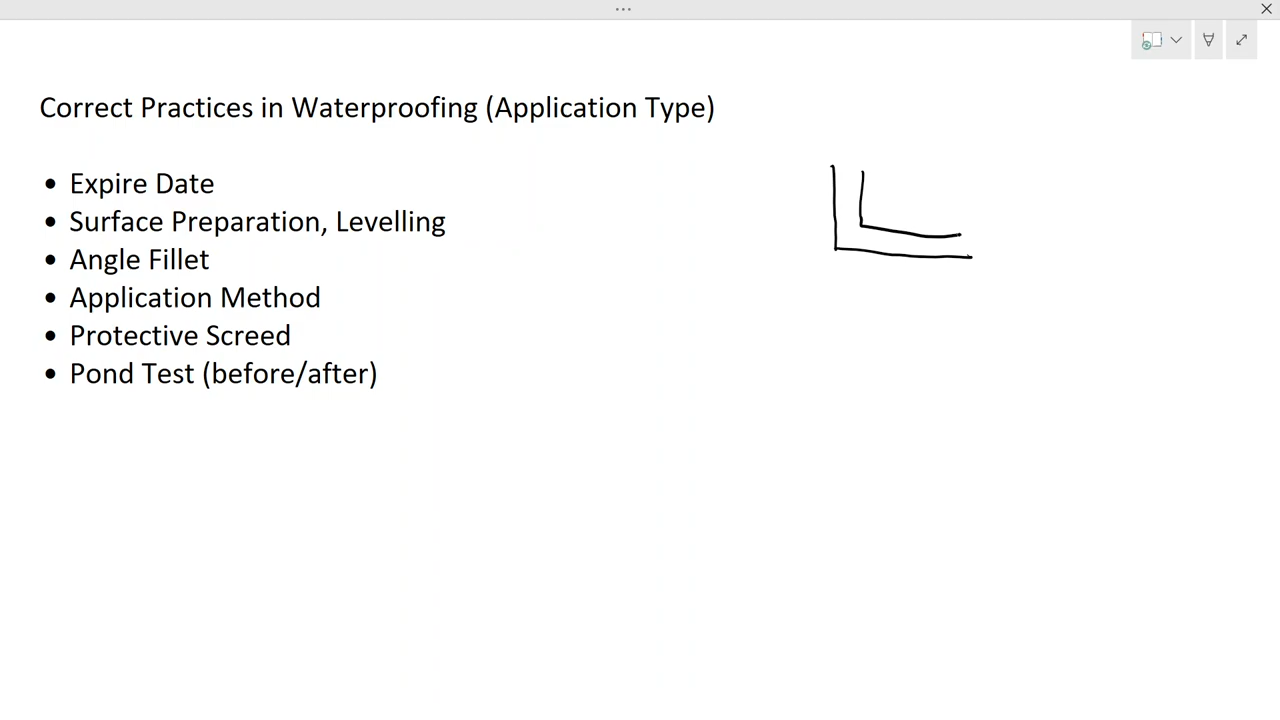 Correct Practices in Waterproofing (Application Type)
• Expire Date
• Surface Preparation, Levelling
• Angle Fillet
• Application Method
• Protective Screed
• Pond Test (before/after)